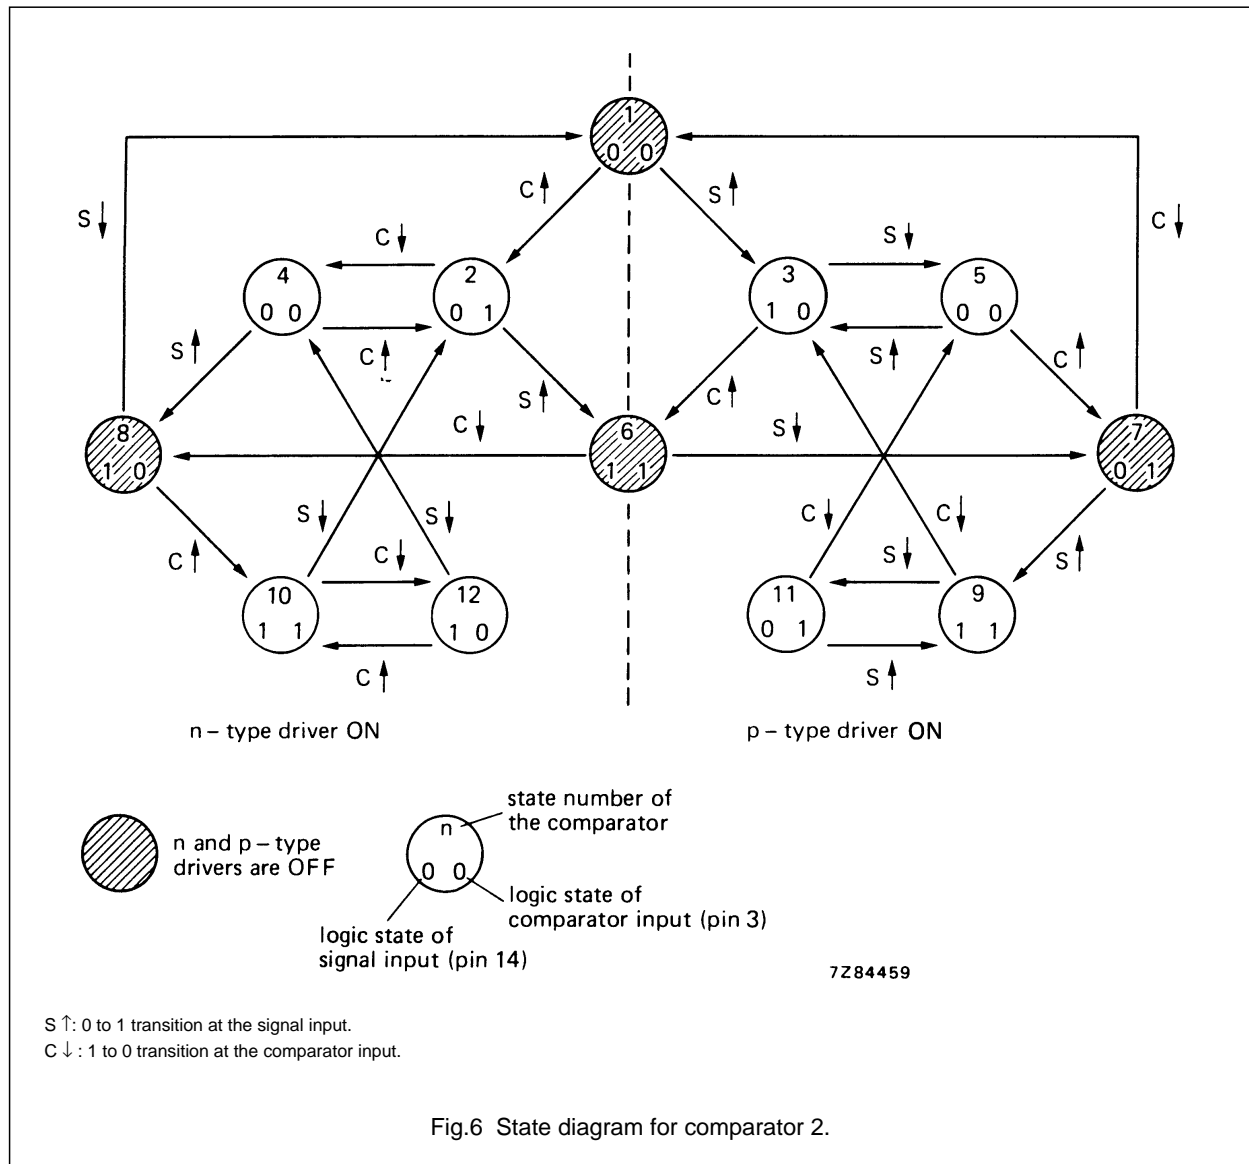 1
0 0
C↑
S↑
S↓
C↓
C↓
S↓
4
0 0
2
0 1
3
1 0
5
0 0
S↑
C↑
S↑
C↑
S↑
C↑
8
1 0
C↓
6
1 1
S↓
7
0 1
S↓
S↓
C↓
C↓
C↑
C↓
S↓
S↑
10
1 1
12
1 0
11
0 1
9
1 1
C↑
S↑
n – type driver ON
p – type driver ON
n and p – type
drivers are OFF
n
0 0
state number of
the comparator
logic state of
comparator input (pin 3)
logic state of
signal input (pin 14)
7Z84459
S ↑: 0 to 1 transition at the signal input.
C ↓ : 1 to 0 transition at the comparator input.
Fig.6 State diagram for comparator 2.